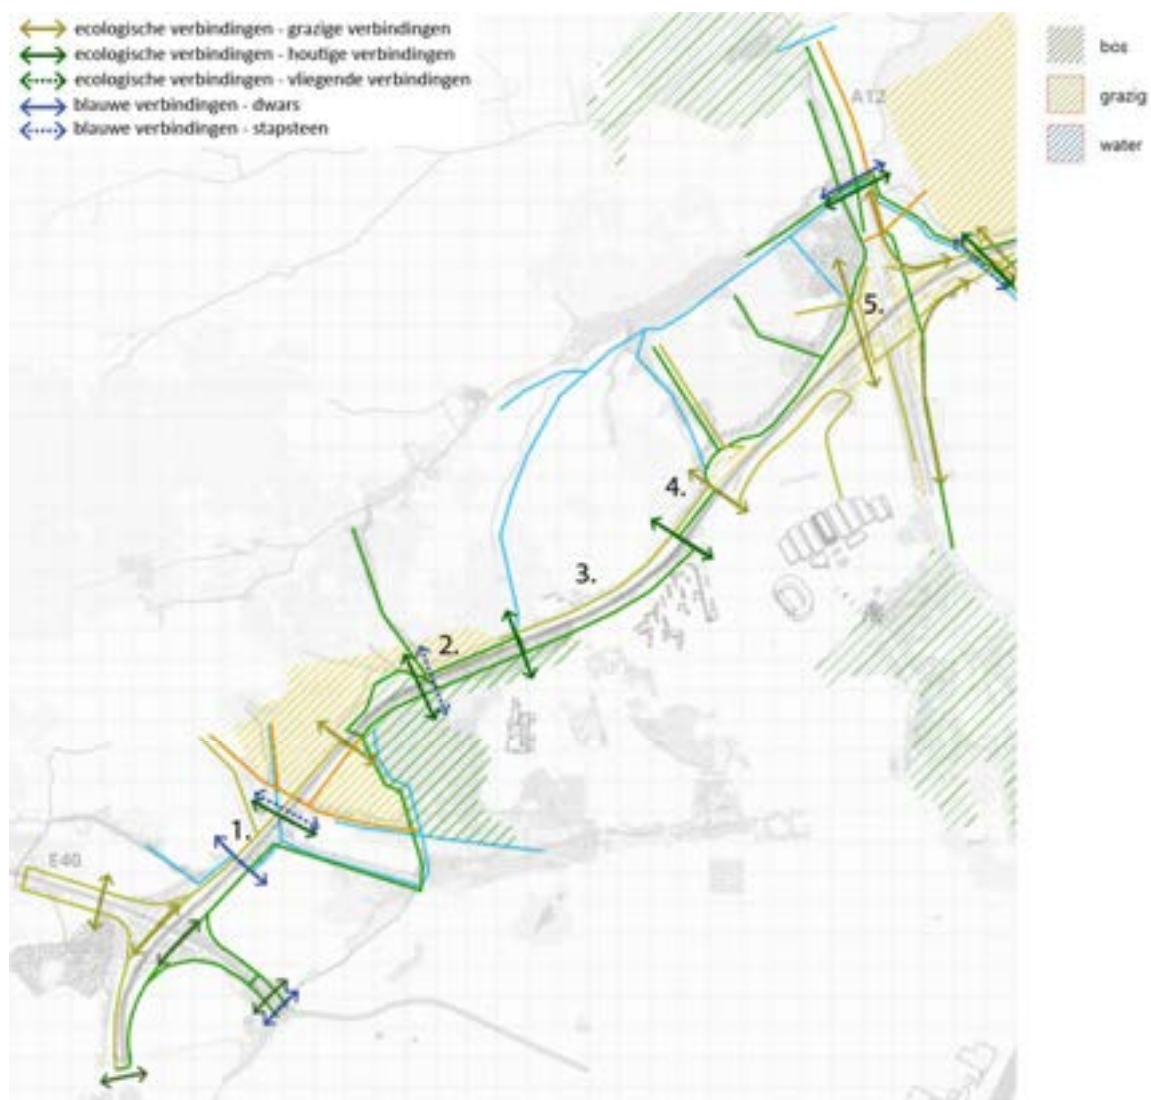 ecologische verbindingen - grazige verbindingen
ecologische verbindingen - houtige verbindingen
ecologische verbindingen - vliegende verbindingen
blauwe verbindingen - dwars
blauwe verbindingen - stapsteen
bos
grazig
water
A12
5.
4.
3.
2.
1.
E40